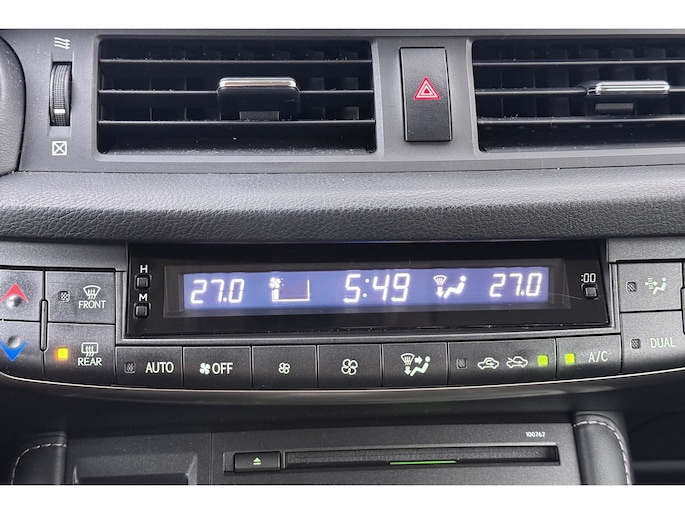 H
M
27.0 5:49 27.0
:00
FRONT
REAR
AUTO
OFF
A/C
DUAL
100767